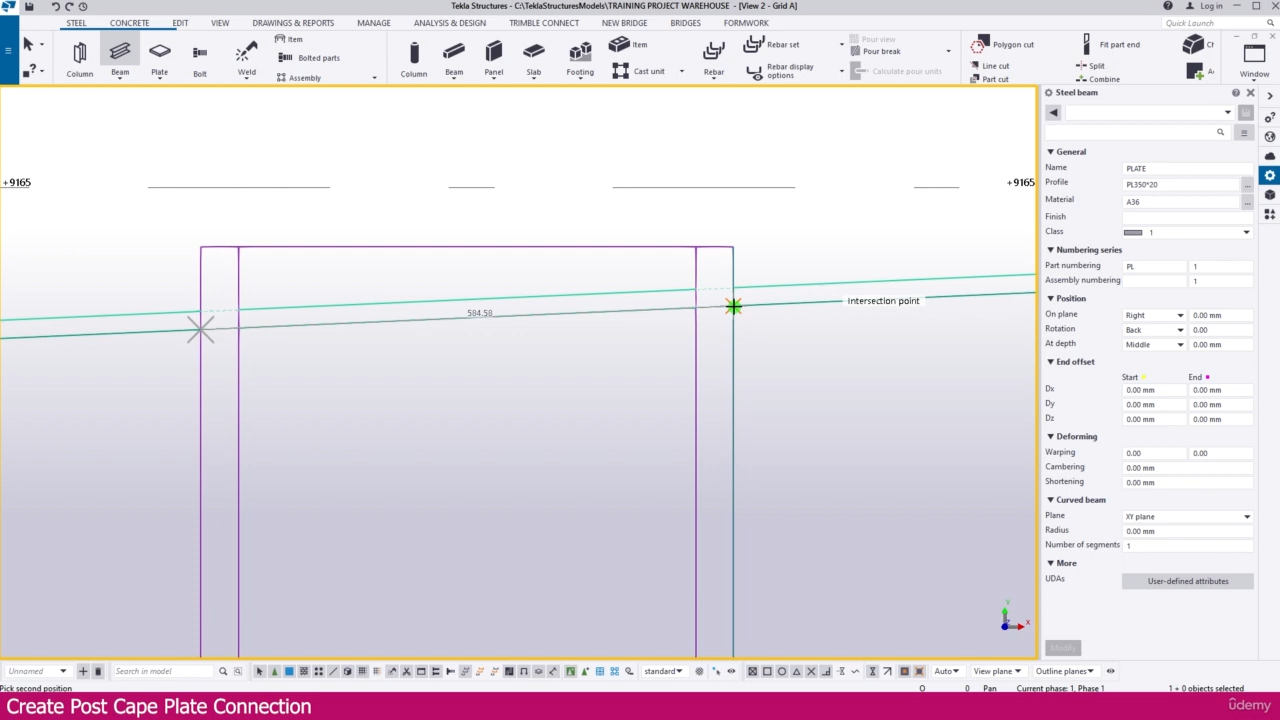 Tekla Structures - C:\TeklaStructuresModels\TRAINING PROJECT WAREHOUSE - [View 2 - Grid A]
Log in
STEEL CONCRETE EDIT VIEW DRAWINGS & REPORTS MANAGE ANALYSIS & DESIGN TRIMBLE CONNECT NEW BRIDGE BRIDGES FORMWORK Quick Launch
Column Beam Plate Bolt Weld
Item
Bolted parts
Assembly
Column Beam Panel Slab Footing
Item
Cast unit
Rebar
Rebar set
Rebar display options
Pour view
Pour break
Calculate pour units
Polygon cut
Line cut
Part cut
Fit part end
Split
Combine
Window
+9165 +9165
584.58
Intersection point
Y
X
Steel beam
General
Name PLATE
Profile PL350*20 ...
Material A36 ...
Finish
Class 1
Numbering series
Part numbering PL 1
Assembly numbering 1
Position
On plane Right 0.00 mm
Rotation Back 0.00
At depth Middle 0.00 mm
End offset
Start End
Dx 0.00 mm 0.00 mm
Dy 0.00 mm 0.00 mm
Dz 0.00 mm 0.00 mm
Deforming
Warping 0.00 0.00
Cambering 0.00 mm
Shortening 0.00 mm
Curved beam
Plane XY plane
Radius 0.00 mm
Number of segments 1
More
UDAs User-defined attributes
Modify
Unnamed Search in model standard Auto View plane Outline planes
Pick second position O 0 Pan Current phase: 1, Phase 1 1 + 0 objects selected
Create Post Cape Plate Connection
ûdemy